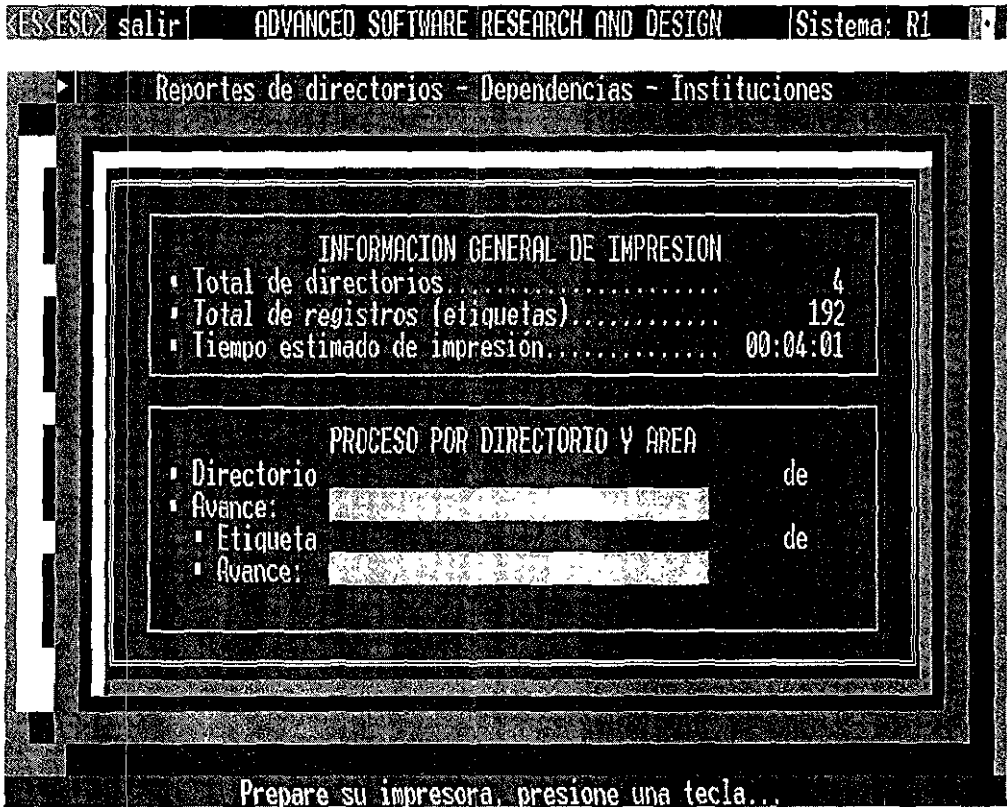 <ES<ESC> salir ADVANCED SOFTWARE RESEARCH AND DESIGN Sistema: R1
Reportes de directorios - Dependencias - Instituciones
INFORMACION GENERAL DE IMPRESION
Total de directorios...................... 4
Total de registros (etiquetas)............ 192
Tiempo estimado de impresión.............. 00:04:01
PROCESO POR DIRECTORIO Y AREA
Directorio de
Avance:
Etiqueta de
Avance:
Prepare su impresora, presione una tecla...